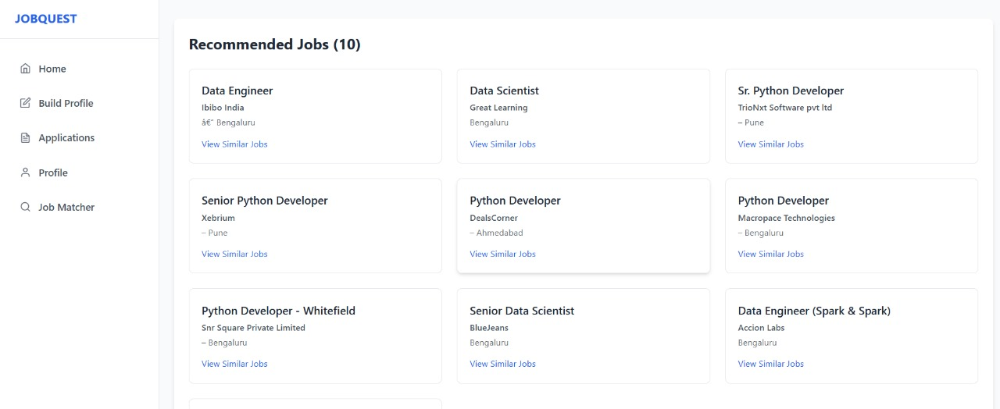 JOBQUEST
Home
Build Profile
Applications
Profile
Job Matcher
Recommended Jobs (10)
Data Engineer
Ibibo India
â€“ Bengaluru
View Similar Jobs
Data Scientist
Great Learning
Bengaluru
View Similar Jobs
Sr. Python Developer
TrioNxt Software pvt ltd
– Pune
View Similar Jobs
Senior Python Developer
Xebrium
– Pune
View Similar Jobs
Python Developer
DealsCorner
– Ahmedabad
View Similar Jobs
Python Developer
Macropace Technologies
– Bengaluru
View Similar Jobs
Python Developer - Whitefield
Snr Square Private Limited
– Bengaluru
View Similar Jobs
Senior Data Scientist
BlueJeans
Bengaluru
View Similar Jobs
Data Engineer (Spark & Spark)
Accion Labs
Bengaluru
View Similar Jobs